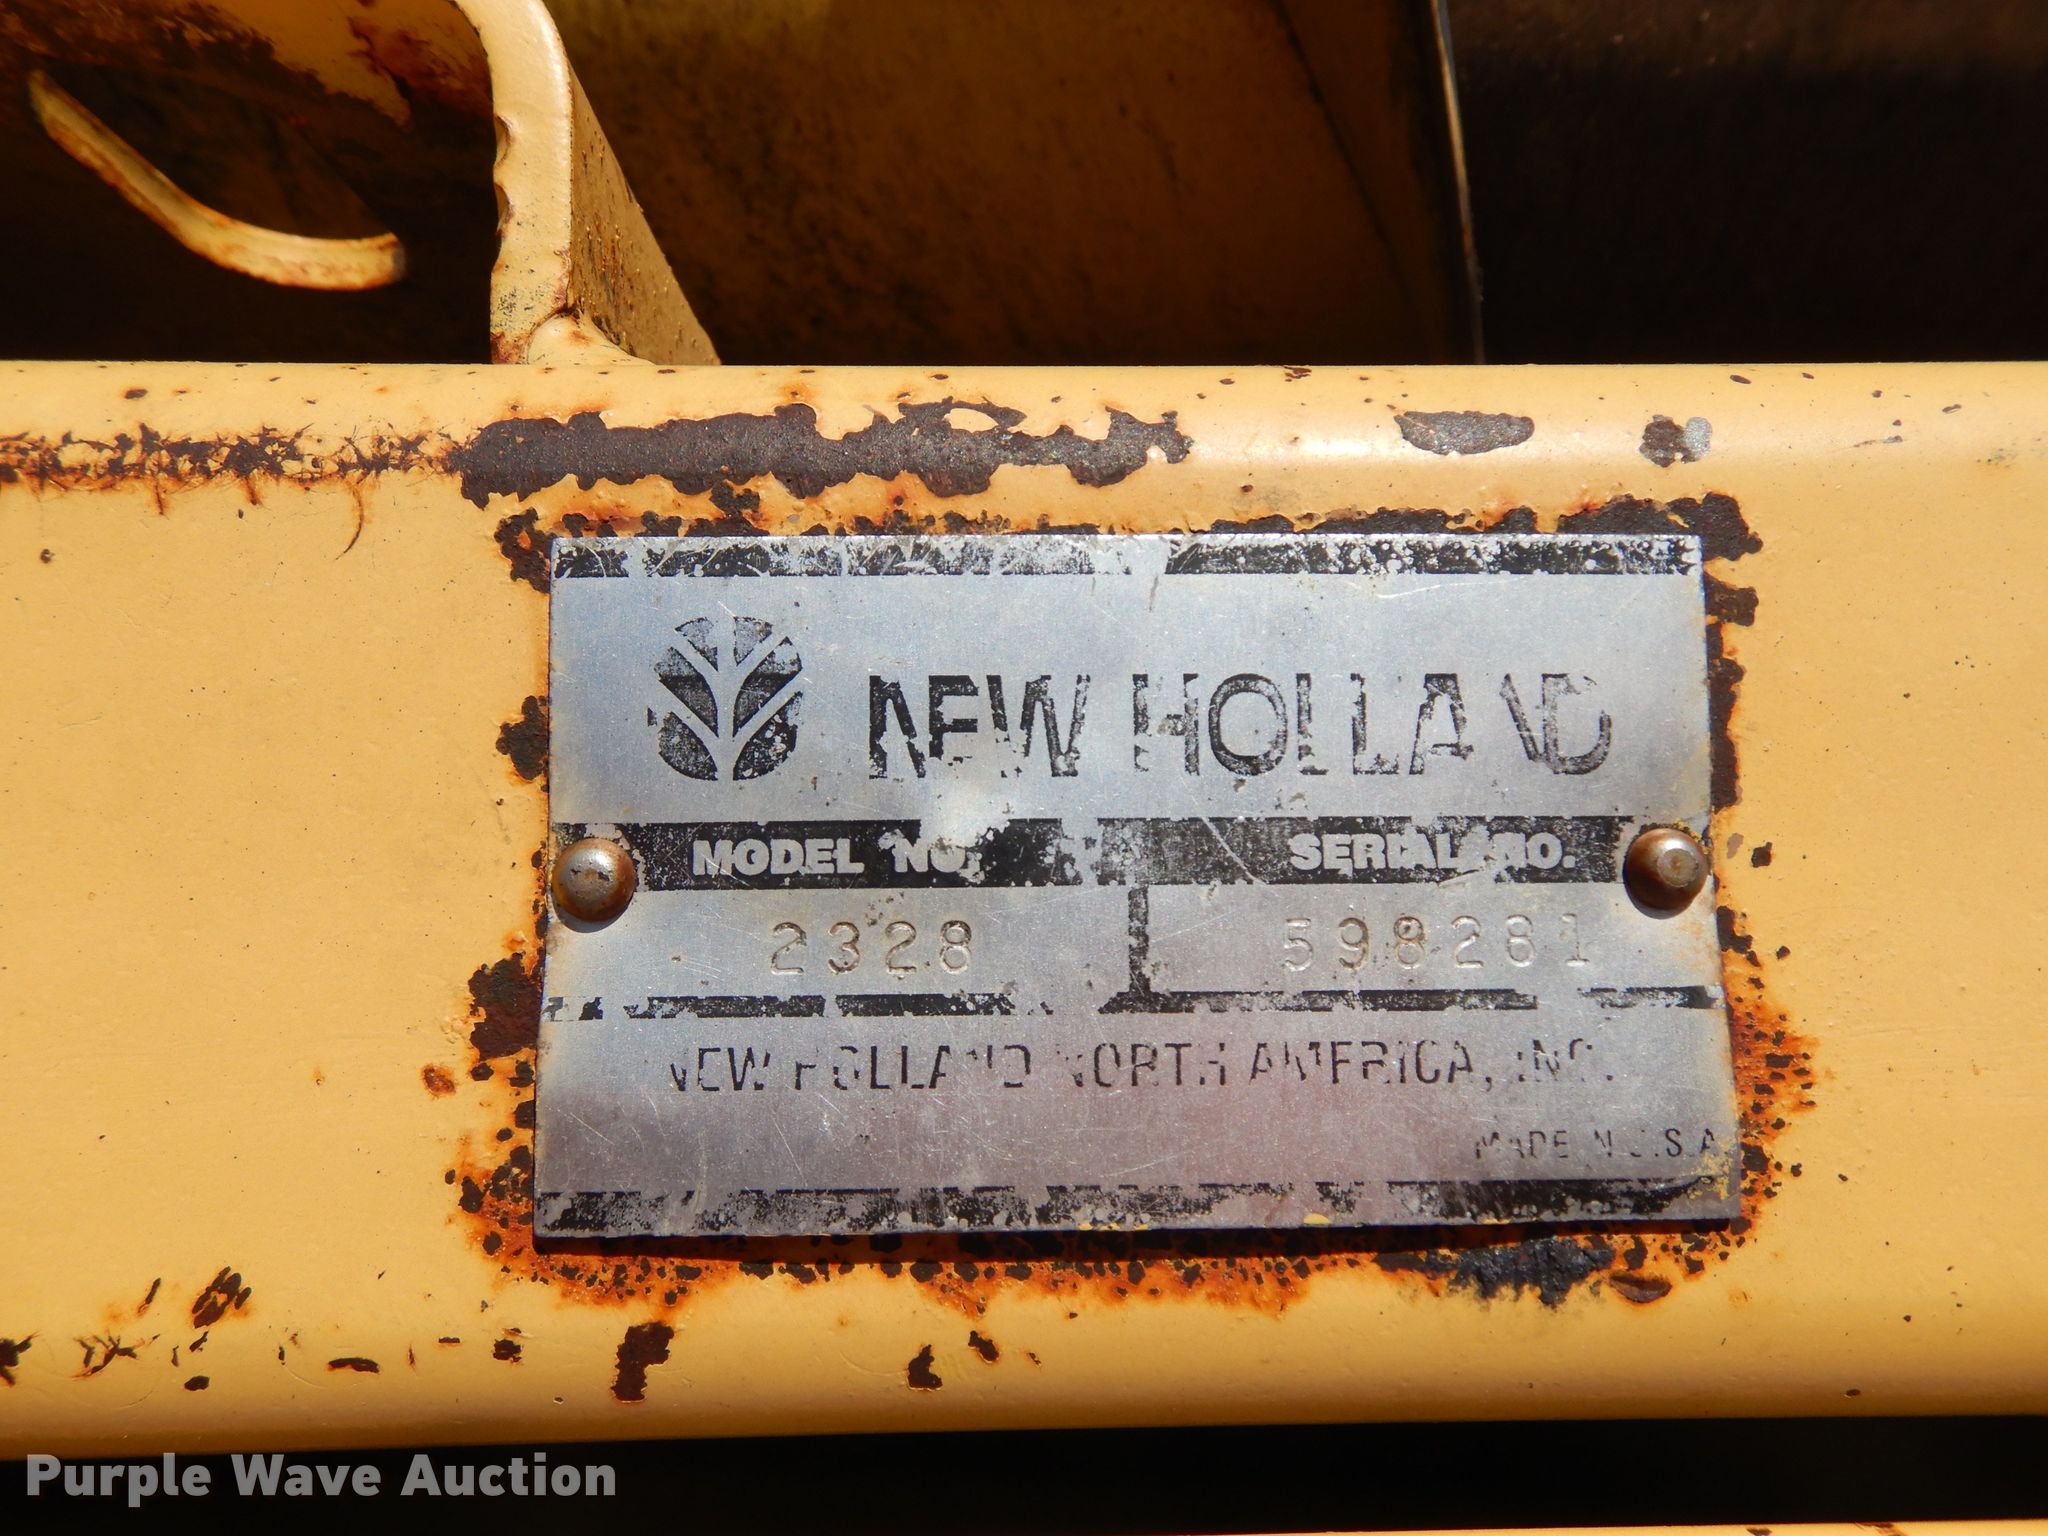 NEW HOLLAND
MODEL NO. SERIAL NO.
2328 598281
NEW HOLLAND NORTH AMERICA, INC.
MADE IN U.S.A.
Purple Wave Auction